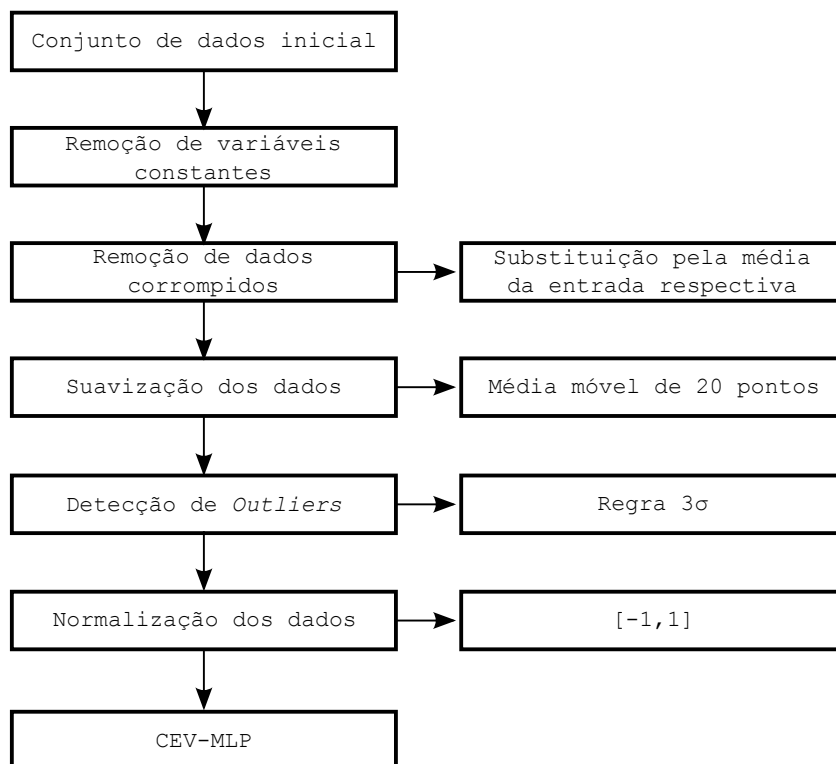 Conjunto de dados inicial
Remoção de variáveis
constantes
Remoção de dados
corrompidos
Substituição pela média
da entrada respectiva
Suavização dos dados
Média móvel de 20 pontos
Detecção de Outliers
Regra 3σ
Normalização dos dados
[-1,1]
CEV-MLP